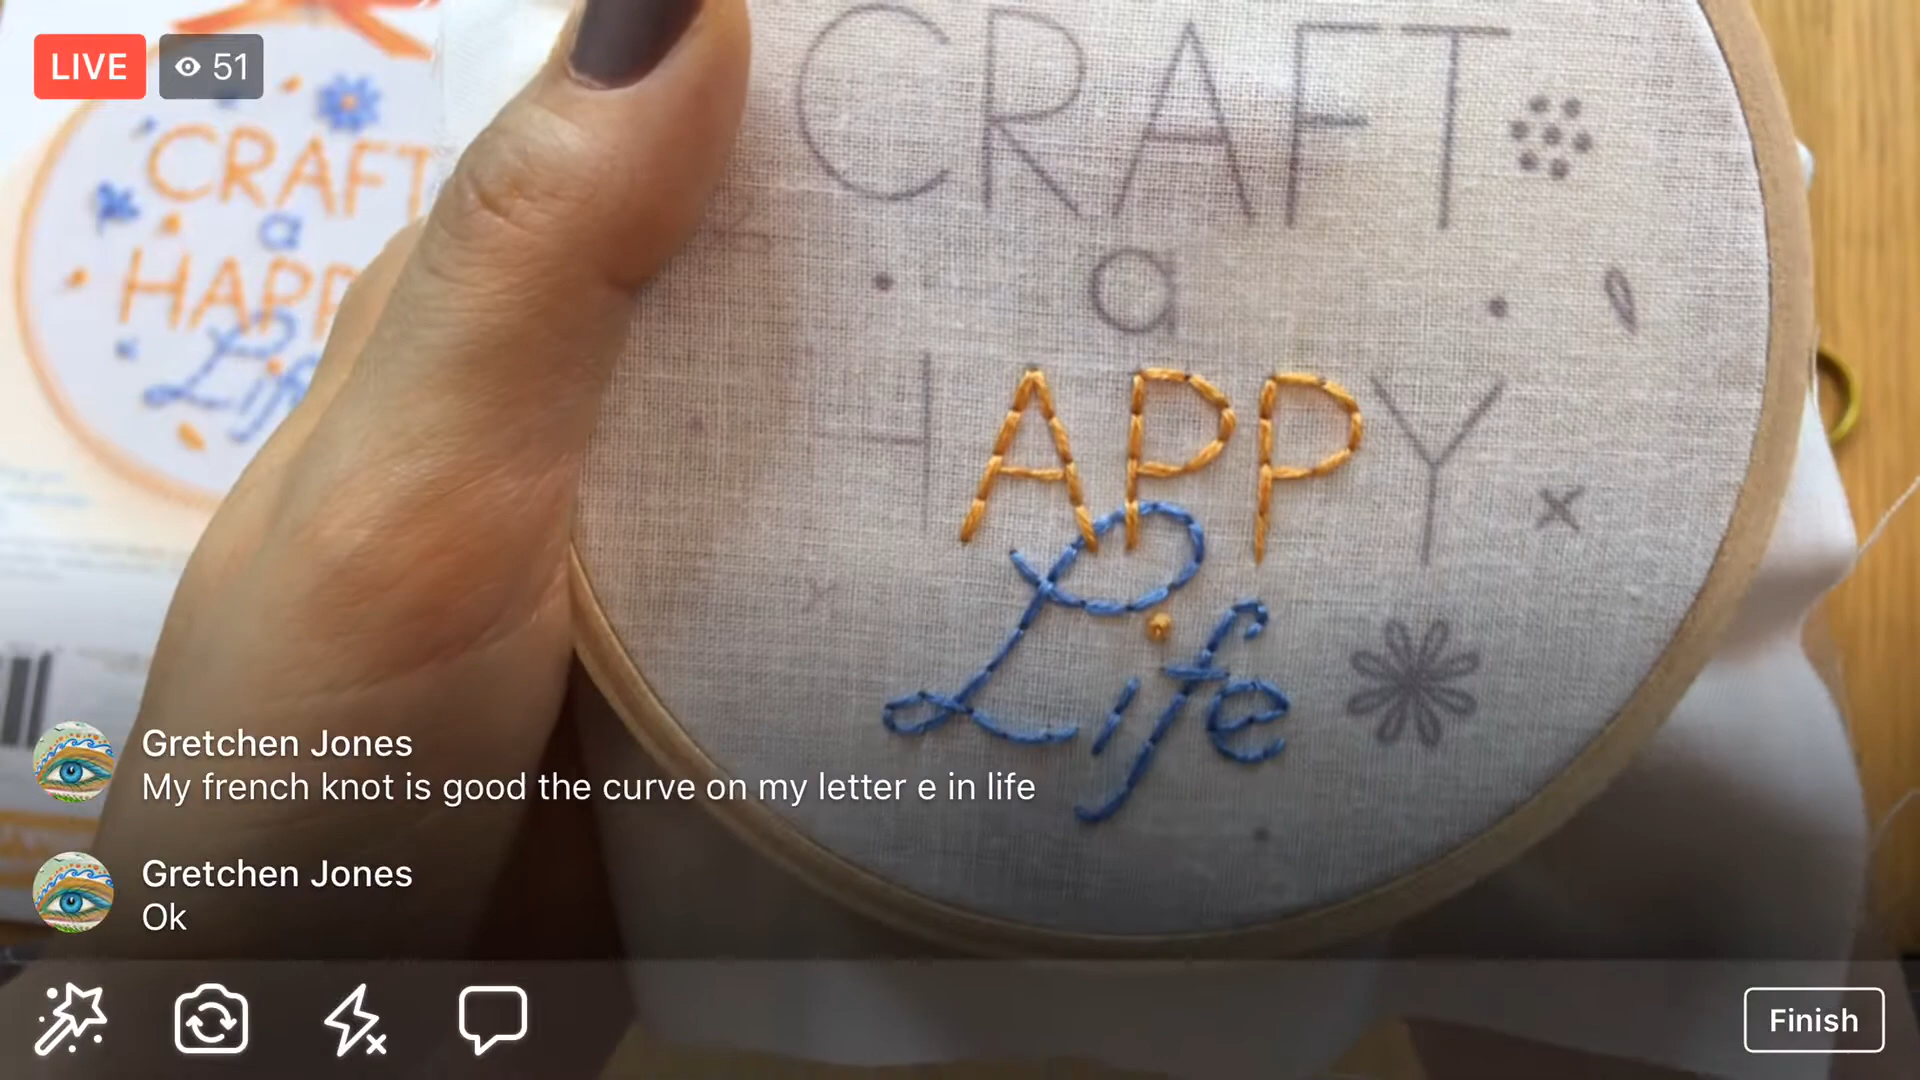 LIVE 51
CRAFT
a
HAPPY
Life
CRAFT
a
HAPP
Lif
Gretchen Jones
My french knot is good the curve on my letter e in life
Gretchen Jones
Ok
Finish